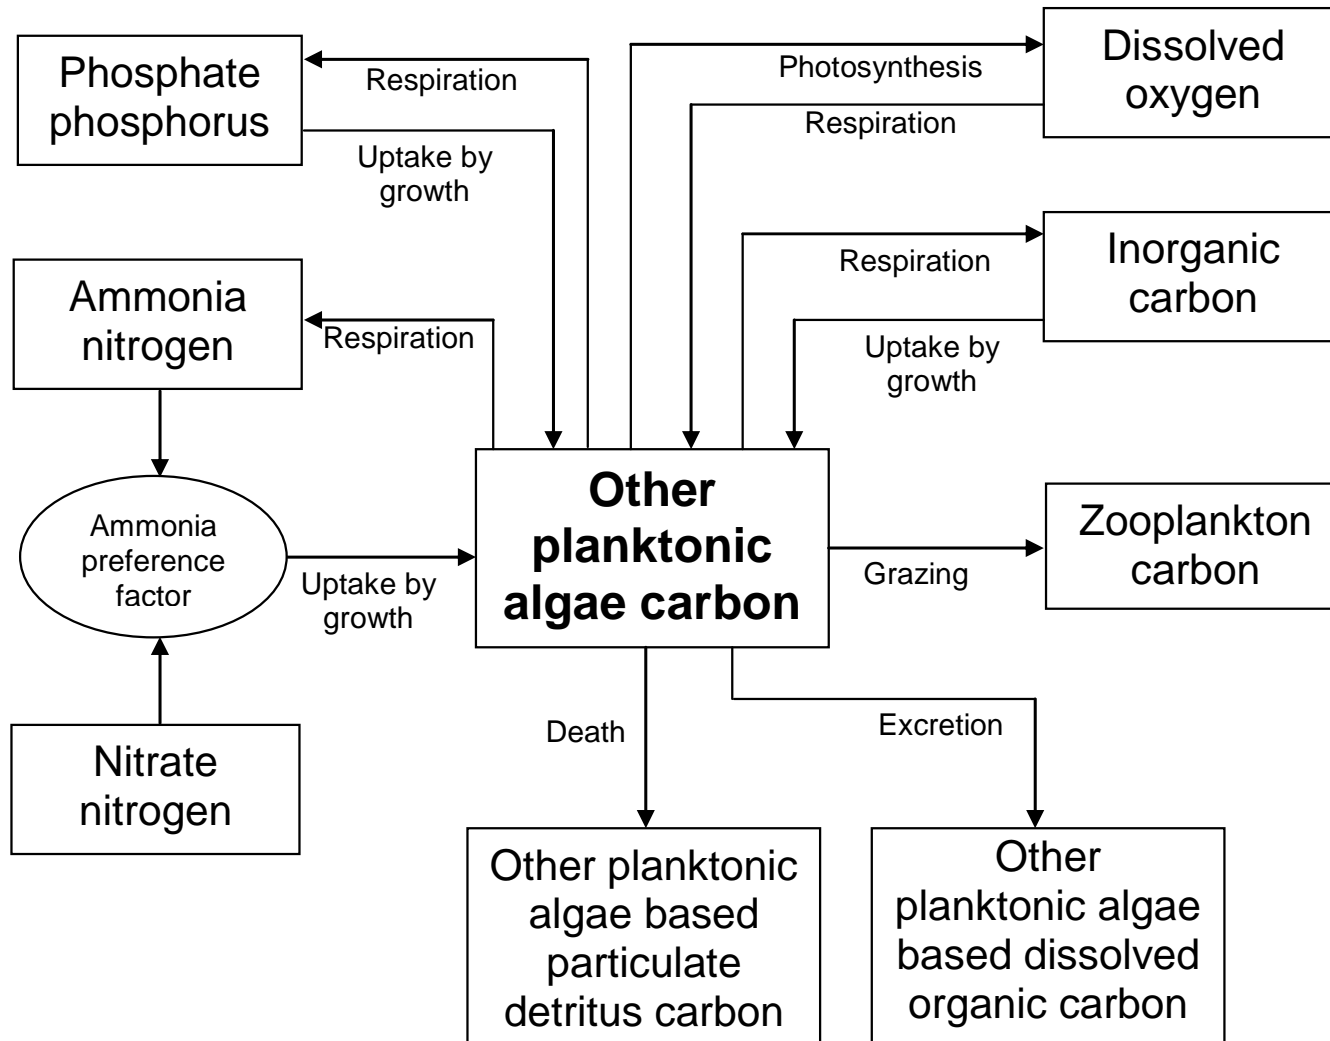 Phosphate
phosphorus
Respiration
Uptake by
growth
Photosynthesis
Respiration
Dissolved
oxygen
Respiration
Uptake by
growth
Inorganic
carbon
Ammonia
nitrogen
Respiration
Ammonia
preference
factor
Uptake by
growth
Other
planktonic
algae carbon
Grazing
Zooplankton
carbon
Nitrate
nitrogen
Death
Excretion
Other planktonic
algae based
particulate
detritus carbon
Other
planktonic algae
based dissolved
organic carbon